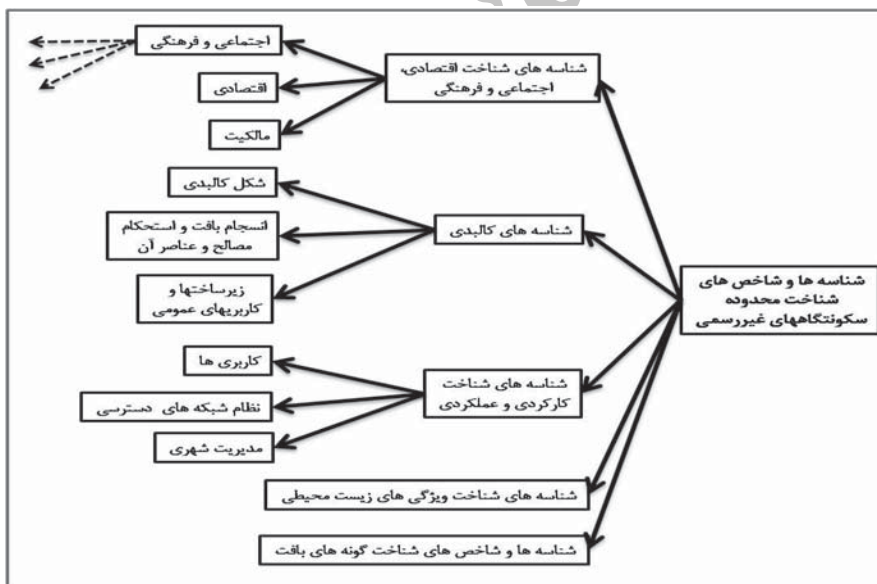 شناسه ها و شاخص های
شناخت محدوده
سکونتگاههای غیررسمی
شناسه های شناخت اقتصادی،
اجتماعی و فرهنگی
اجتماعی و فرهنگی
اقتصادی
مالکیت
شناسه های کالبدی
شکل کالبدی
انسجام بافت و استحکام
مصالح و عناصر آن
زیرساختها و
کاربریهای عمومی
شناسه های شناخت
کارکردی و عملکردی
کاربری ها
نظام شبکه های دسترسی
مدیریت شهری
شناسه های شناخت ویژگی های زیست محیطی
شناسه ها و شاخص های شناخت گونه های بافت